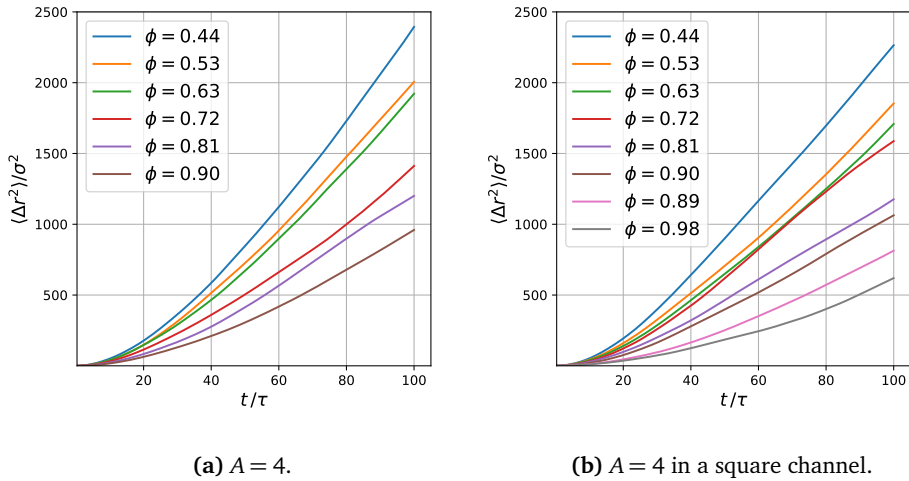 2500
2000
1500
1000
500
20
40
60
80
100
t/τ
⟨Δr²⟩/σ²
ϕ = 0.44
ϕ = 0.53
ϕ = 0.63
ϕ = 0.72
ϕ = 0.81
ϕ = 0.90
(a) A = 4.
2500
2000
1500
1000
500
20
40
60
80
100
t/τ
⟨Δr²⟩/σ²
ϕ = 0.44
ϕ = 0.53
ϕ = 0.63
ϕ = 0.72
ϕ = 0.81
ϕ = 0.90
ϕ = 0.89
ϕ = 0.98
(b) A = 4 in a square channel.